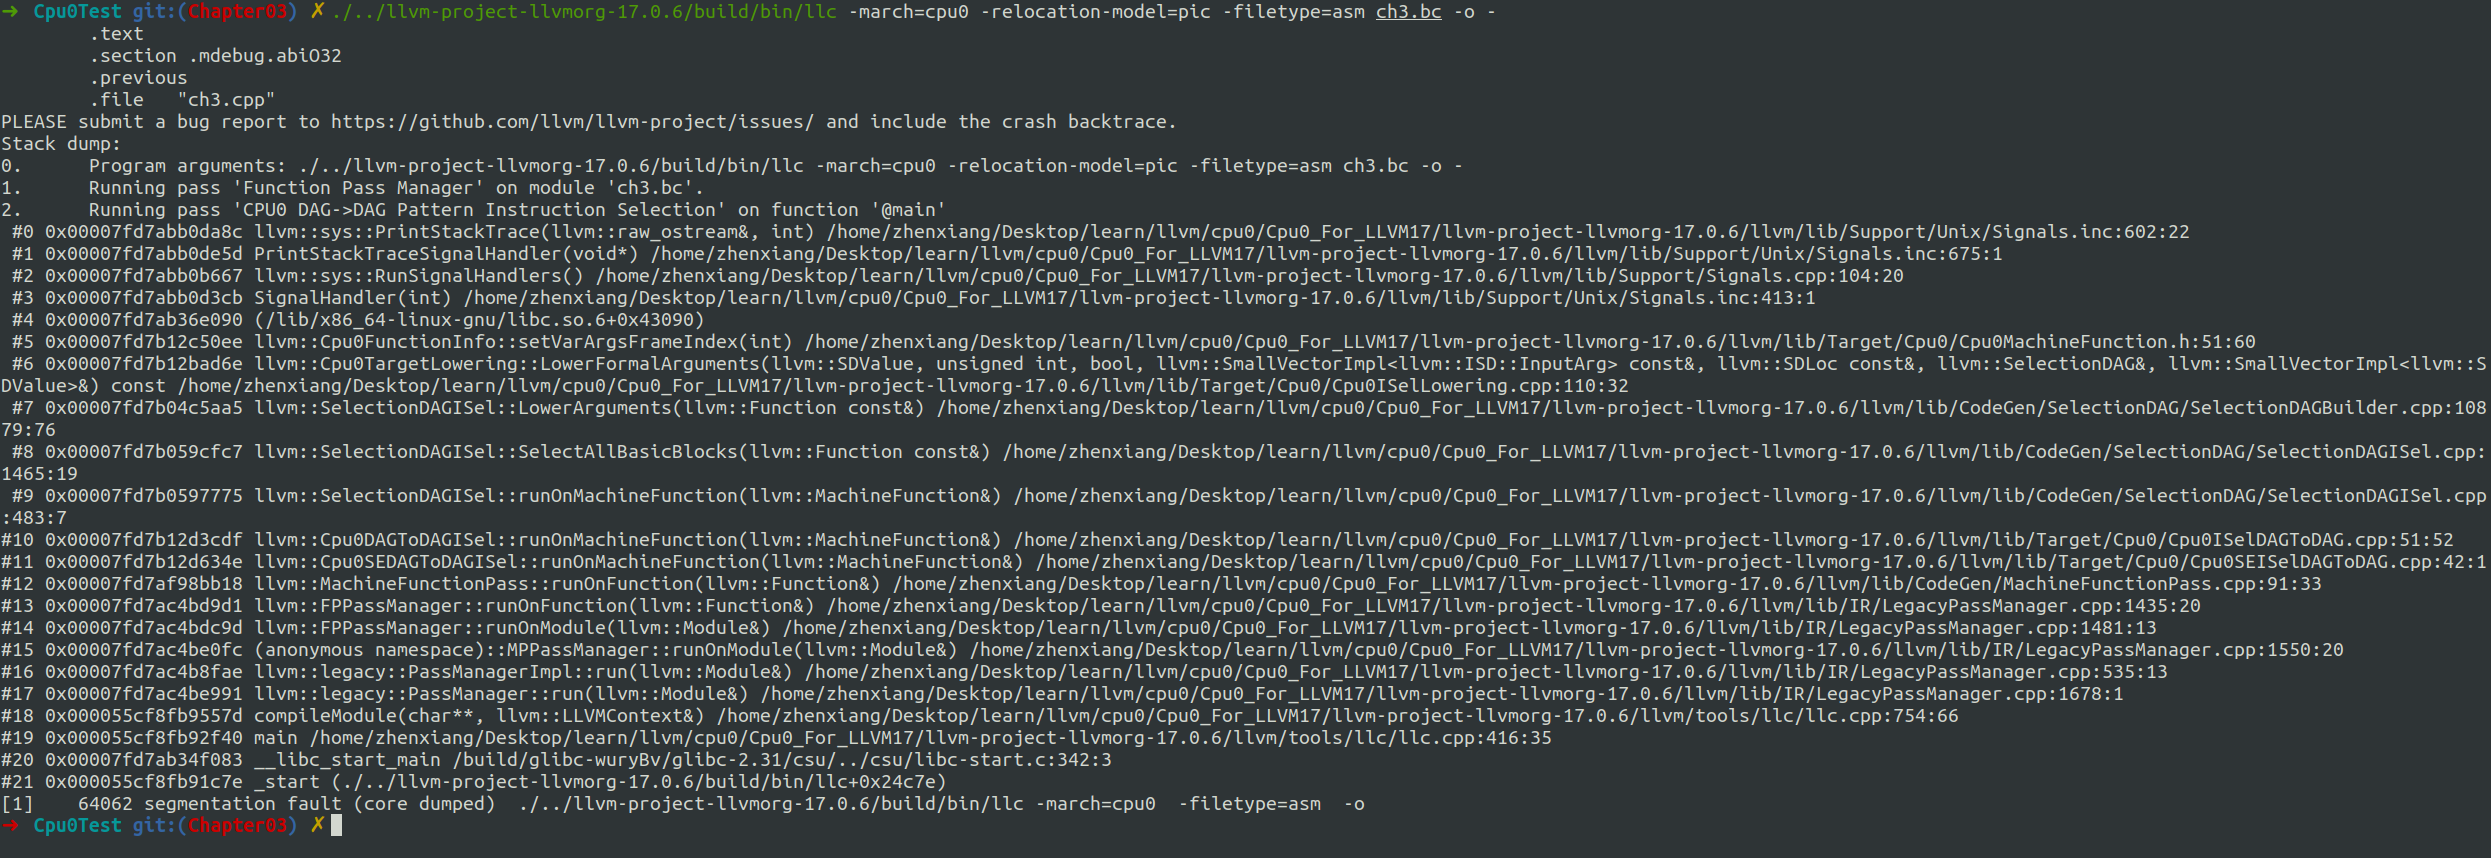 → Cpu0Test git:(Chapter03) ✗ ./../llvm-project-llvmorg-17.0.6/build/bin/llc -march=cpu0 -relocation-model=pic -filetype=asm ch3.bc -o -
.text
.section .mdebug.abiO32
.previous
.file "ch3.cpp"
PLEASE submit a bug report to https://github.com/llvm/llvm-project/issues/ and include the crash backtrace.
Stack dump:
0. Program arguments: ./../llvm-project-llvmorg-17.0.6/build/bin/llc -march=cpu0 -relocation-model=pic -filetype=asm ch3.bc -o -
1. Running pass 'Function Pass Manager' on module 'ch3.bc'.
2. Running pass 'CPU0 DAG->DAG Pattern Instruction Selection' on function '@main'
#0 0x00007fd7abb0da8c llvm::sys::PrintStackTrace(llvm::raw_ostream&, int) /home/zhenxiang/Desktop/learn/llvm/cpu0/Cpu0_For_LLVM17/llvm-project-llvmorg-17.0.6/llvm/lib/Support/Unix/Signals.inc:602:22
#1 0x00007fd7abb0de5d PrintStackTraceSignalHandler(void*) /home/zhenxiang/Desktop/learn/llvm/cpu0/Cpu0_For_LLVM17/llvm-project-llvmorg-17.0.6/llvm/lib/Support/Unix/Signals.inc:675:1
#2 0x00007fd7abb0b667 llvm::sys::RunSignalHandlers() /home/zhenxiang/Desktop/learn/llvm/cpu0/Cpu0_For_LLVM17/llvm-project-llvmorg-17.0.6/llvm/lib/Support/Signals.cpp:104:20
#3 0x00007fd7abb0d3cb SignalHandler(int) /home/zhenxiang/Desktop/learn/llvm/cpu0/Cpu0_For_LLVM17/llvm-project-llvmorg-17.0.6/llvm/lib/Support/Unix/Signals.inc:413:1
#4 0x00007fd7ab36e090 (/lib/x86_64-linux-gnu/libc.so.6+0x43090)
#5 0x00007fd7b12c50ee llvm::Cpu0FunctionInfo::setVarArgsFrameIndex(int) /home/zhenxiang/Desktop/learn/llvm/cpu0/Cpu0_For_LLVM17/llvm-project-llvmorg-17.0.6/llvm/lib/Target/Cpu0/Cpu0MachineFunction.h:51:60
#6 0x00007fd7b12bad6e llvm::Cpu0TargetLowering::LowerFormalArguments(llvm::SDValue, unsigned int, bool, llvm::SmallVectorImpl<llvm::ISD::InputArg> const&, llvm::SDLoc const&, llvm::SelectionDAG&, llvm::SmallVectorImpl<llvm::S
DValue>&) const /home/zhenxiang/Desktop/learn/llvm/cpu0/Cpu0_For_LLVM17/llvm-project-llvmorg-17.0.6/llvm/lib/Target/Cpu0/Cpu0ISelLowering.cpp:110:32
#7 0x00007fd7b04c5aa5 llvm::SelectionDAGISel::LowerArguments(llvm::Function const&) /home/zhenxiang/Desktop/learn/llvm/cpu0/Cpu0_For_LLVM17/llvm-project-llvmorg-17.0.6/llvm/lib/CodeGen/SelectionDAG/SelectionDAGBuilder.cpp:108
79:76
#8 0x00007fd7b059cfc7 llvm::SelectionDAGISel::SelectAllBasicBlocks(llvm::Function const&) /home/zhenxiang/Desktop/learn/llvm/cpu0/Cpu0_For_LLVM17/llvm-project-llvmorg-17.0.6/llvm/lib/CodeGen/SelectionDAG/SelectionDAGISel.cpp:
1465:19
#9 0x00007fd7b0597775 llvm::SelectionDAGISel::runOnMachineFunction(llvm::MachineFunction&) /home/zhenxiang/Desktop/learn/llvm/cpu0/Cpu0_For_LLVM17/llvm-project-llvmorg-17.0.6/llvm/lib/CodeGen/SelectionDAG/SelectionDAGISel.cpp
:483:7
#10 0x00007fd7b12d3cdf llvm::Cpu0DAGToDAGISel::runOnMachineFunction(llvm::MachineFunction&) /home/zhenxiang/Desktop/learn/llvm/cpu0/Cpu0_For_LLVM17/llvm-project-llvmorg-17.0.6/llvm/lib/Target/Cpu0/Cpu0ISelDAGToDAG.cpp:51:52
#11 0x00007fd7b12d634e llvm::Cpu0SEDAGToDAGISel::runOnMachineFunction(llvm::MachineFunction&) /home/zhenxiang/Desktop/learn/llvm/cpu0/Cpu0_For_LLVM17/llvm-project-llvmorg-17.0.6/llvm/lib/Target/Cpu0/Cpu0SEISelDAGToDAG.cpp:42:1
#12 0x00007fd7af98bb18 llvm::MachineFunctionPass::runOnFunction(llvm::Function&) /home/zhenxiang/Desktop/learn/llvm/cpu0/Cpu0_For_LLVM17/llvm-project-llvmorg-17.0.6/llvm/lib/CodeGen/MachineFunctionPass.cpp:91:33
#13 0x00007fd7ac4bd9d1 llvm::FPPassManager::runOnFunction(llvm::Function&) /home/zhenxiang/Desktop/learn/llvm/cpu0/Cpu0_For_LLVM17/llvm-project-llvmorg-17.0.6/llvm/lib/IR/LegacyPassManager.cpp:1435:20
#14 0x00007fd7ac4bdc9d llvm::FPPassManager::runOnModule(llvm::Module&) /home/zhenxiang/Desktop/learn/llvm/cpu0/Cpu0_For_LLVM17/llvm-project-llvmorg-17.0.6/llvm/lib/IR/LegacyPassManager.cpp:1481:13
#15 0x00007fd7ac4be0fc (anonymous namespace)::MPPassManager::runOnModule(llvm::Module&) /home/zhenxiang/Desktop/learn/llvm/cpu0/Cpu0_For_LLVM17/llvm-project-llvmorg-17.0.6/llvm/lib/IR/LegacyPassManager.cpp:1550:20
#16 0x00007fd7ac4b8fae llvm::legacy::PassManagerImpl::run(llvm::Module&) /home/zhenxiang/Desktop/learn/llvm/cpu0/Cpu0_For_LLVM17/llvm-project-llvmorg-17.0.6/llvm/lib/IR/LegacyPassManager.cpp:535:13
#17 0x00007fd7ac4be991 llvm::legacy::PassManager::run(llvm::Module&) /home/zhenxiang/Desktop/learn/llvm/cpu0/Cpu0_For_LLVM17/llvm-project-llvmorg-17.0.6/llvm/lib/IR/LegacyPassManager.cpp:1678:1
#18 0x000055cf8fb9557d compileModule(char**, llvm::LLVMContext&) /home/zhenxiang/Desktop/learn/llvm/cpu0/Cpu0_For_LLVM17/llvm-project-llvmorg-17.0.6/llvm/tools/llc/llc.cpp:754:66
#19 0x000055cf8fb92f40 main /home/zhenxiang/Desktop/learn/llvm/cpu0/Cpu0_For_LLVM17/llvm-project-llvmorg-17.0.6/llvm/tools/llc/llc.cpp:416:35
#20 0x00007fd7ab34f083 __libc_start_main /build/glibc-wuryBv/glibc-2.31/csu/../csu/libc-start.c:342:3
#21 0x000055cf8fb91c7e _start (./../llvm-project-llvmorg-17.0.6/build/bin/llc+0x24c7e)
[1] 64062 segmentation fault (core dumped) ./../llvm-project-llvmorg-17.0.6/build/bin/llc -march=cpu0 -filetype=asm -o
→ Cpu0Test git:(Chapter03) ✗